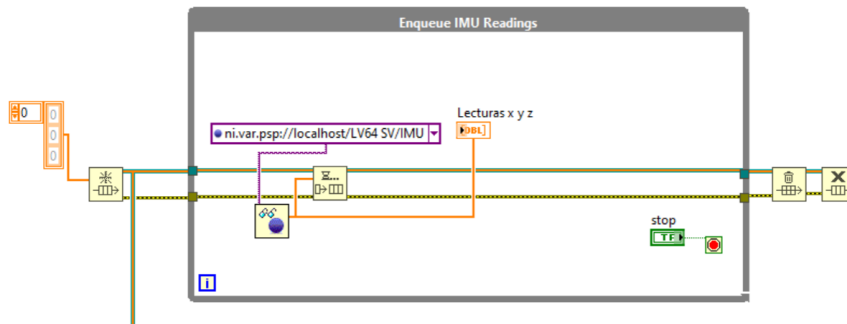 Enqueue IMU Readings
0
0
0
0
ni.var.psp://localhost/LV64 SV/IMU
Lecturas x y z
DBL
stop
TF
i